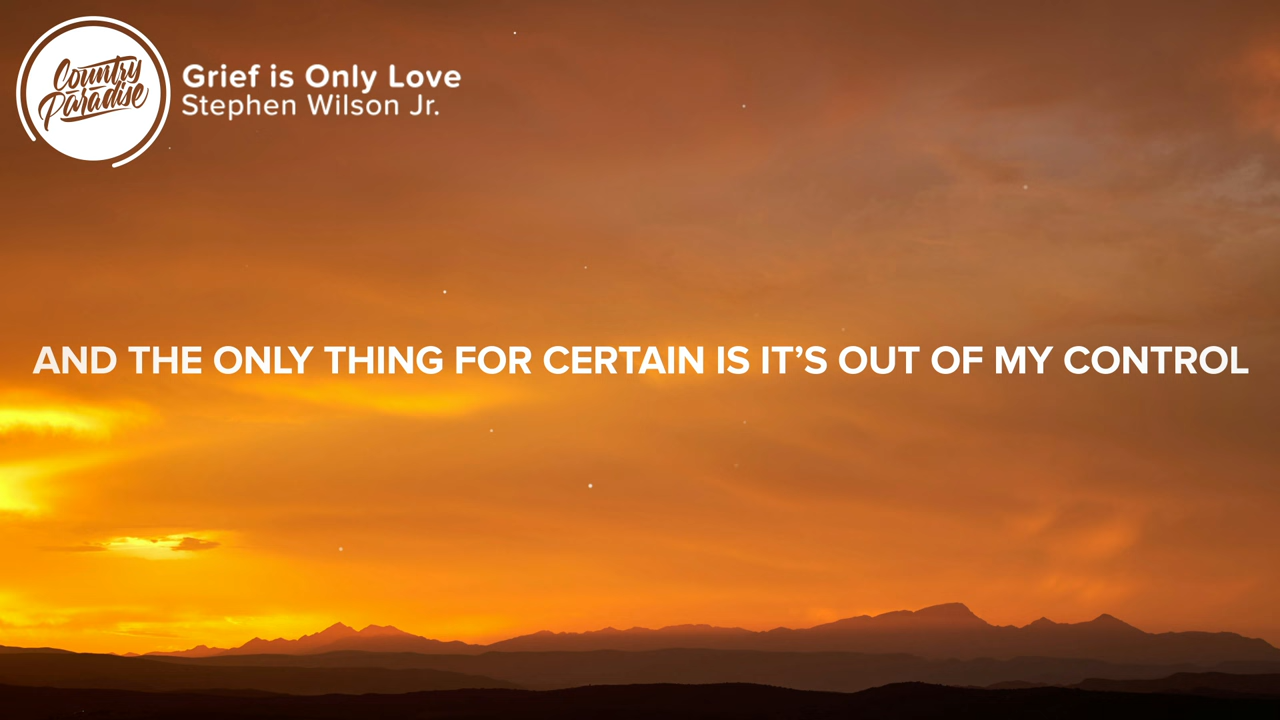 Country
Paradise
Grief is Only Love
Stephen Wilson Jr.
AND THE ONLY THING FOR CERTAIN IS IT’S OUT OF MY CONTROL